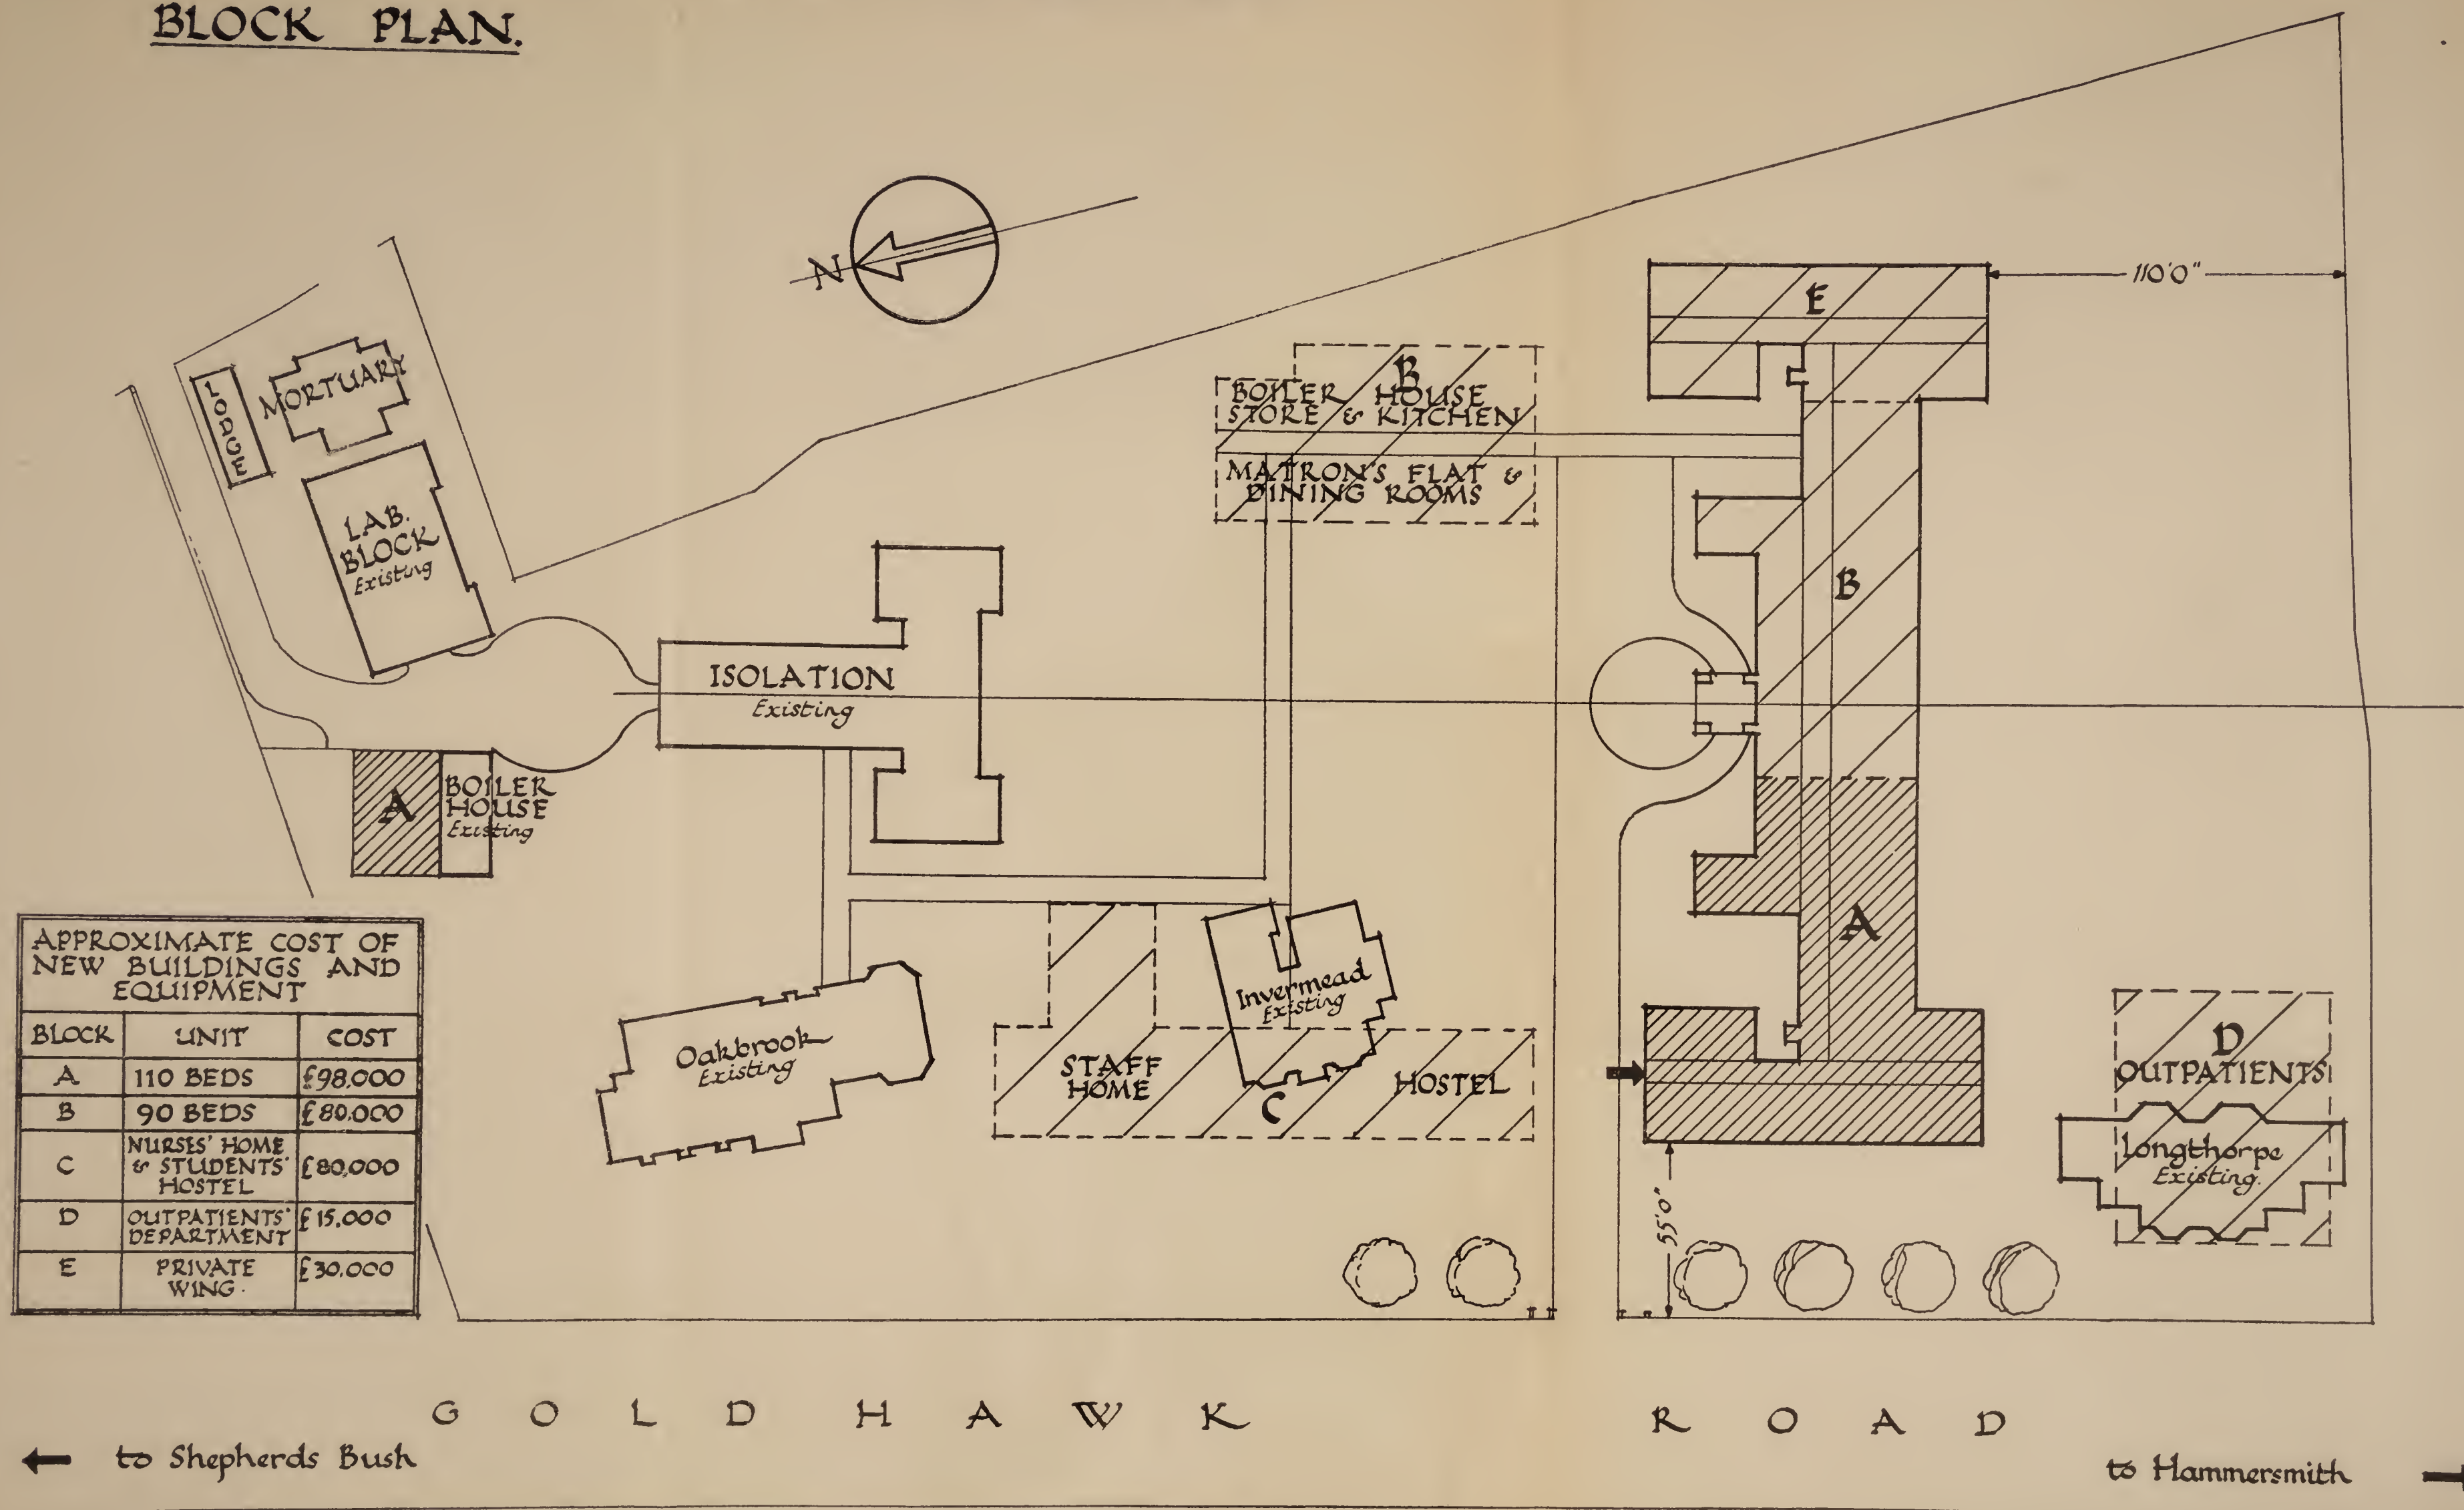 BLOCK PLAN.
N
E
110'0"
LODGE
MORTUARY
LAB.
BLOCK
Existing
B
BOILER HOUSE
STORE & KITCHEN
MATRON'S FLAT &
DINING ROOMS
B
ISOLATION
Existing
A
BOILER
HOUSE
Existing
A
APPROXIMATE COST OF
NEW BUILDINGS AND
EQUIPMENT
BLOCK UNIT COST
A 110 BEDS £98,000
B 90 BEDS £80,000
C NURSES' HOME
& STUDENTS'
HOSTEL £80,000
D OUTPATIENTS'
DEPARTMENT £15,000
E PRIVATE
WING. £30,000
Oakbrook
Existing
STAFF
HOME
Invermead
Existing
C
HOSTEL
D
OUTPATIENTS
Longthorpe
Existing.
55'0"
GOLDHAWK ROAD
to Shepherds Bush
to Hammersmith